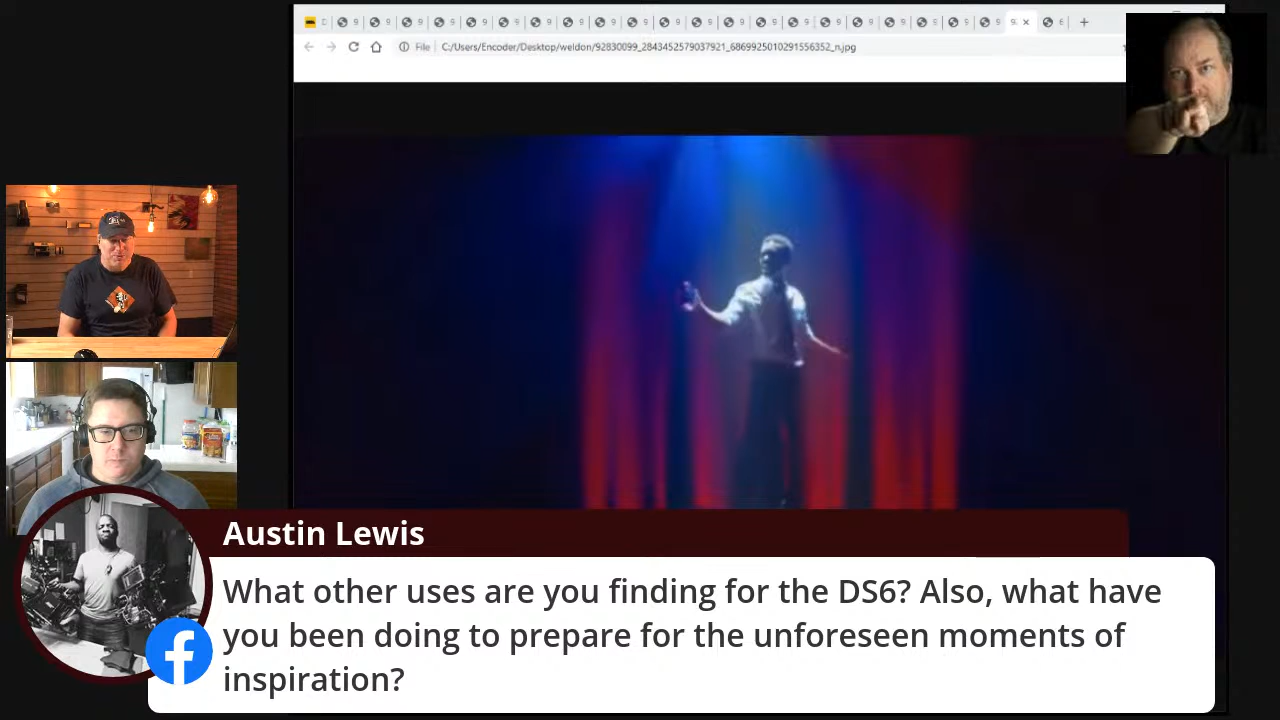 File C:/Users/Encoder/Desktop/weldon/92830099_2843452579037921_6869925010291556352_n.jpg
Austin Lewis
What other uses are you finding for the DS6? Also, what have
you been doing to prepare for the unforeseen moments of
inspiration?